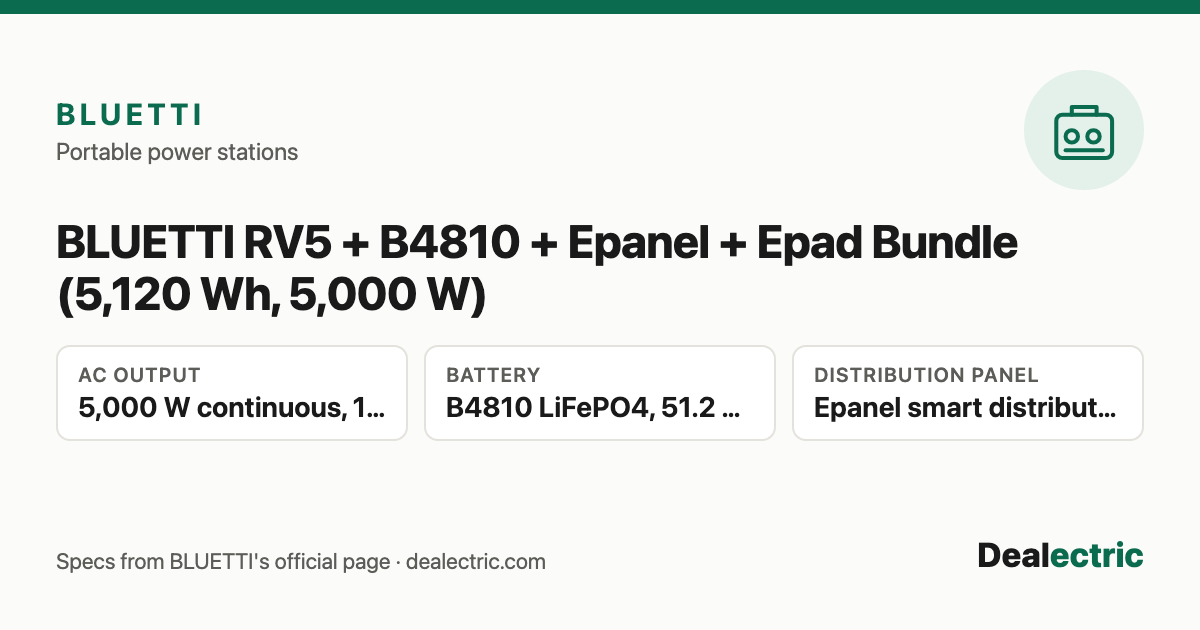 BLUETTI
Portable power stations
BLUETTI RV5 + B4810 + Epanel + Epad Bundle
(5,120 Wh, 5,000 W)
AC OUTPUT
5,000 W continuous, 1...
BATTERY
B4810 LiFePO4, 51.2 ...
DISTRIBUTION PANEL
Epanel smart distribut...
Specs from BLUETTI's official page · dealectric.com
Dealectric